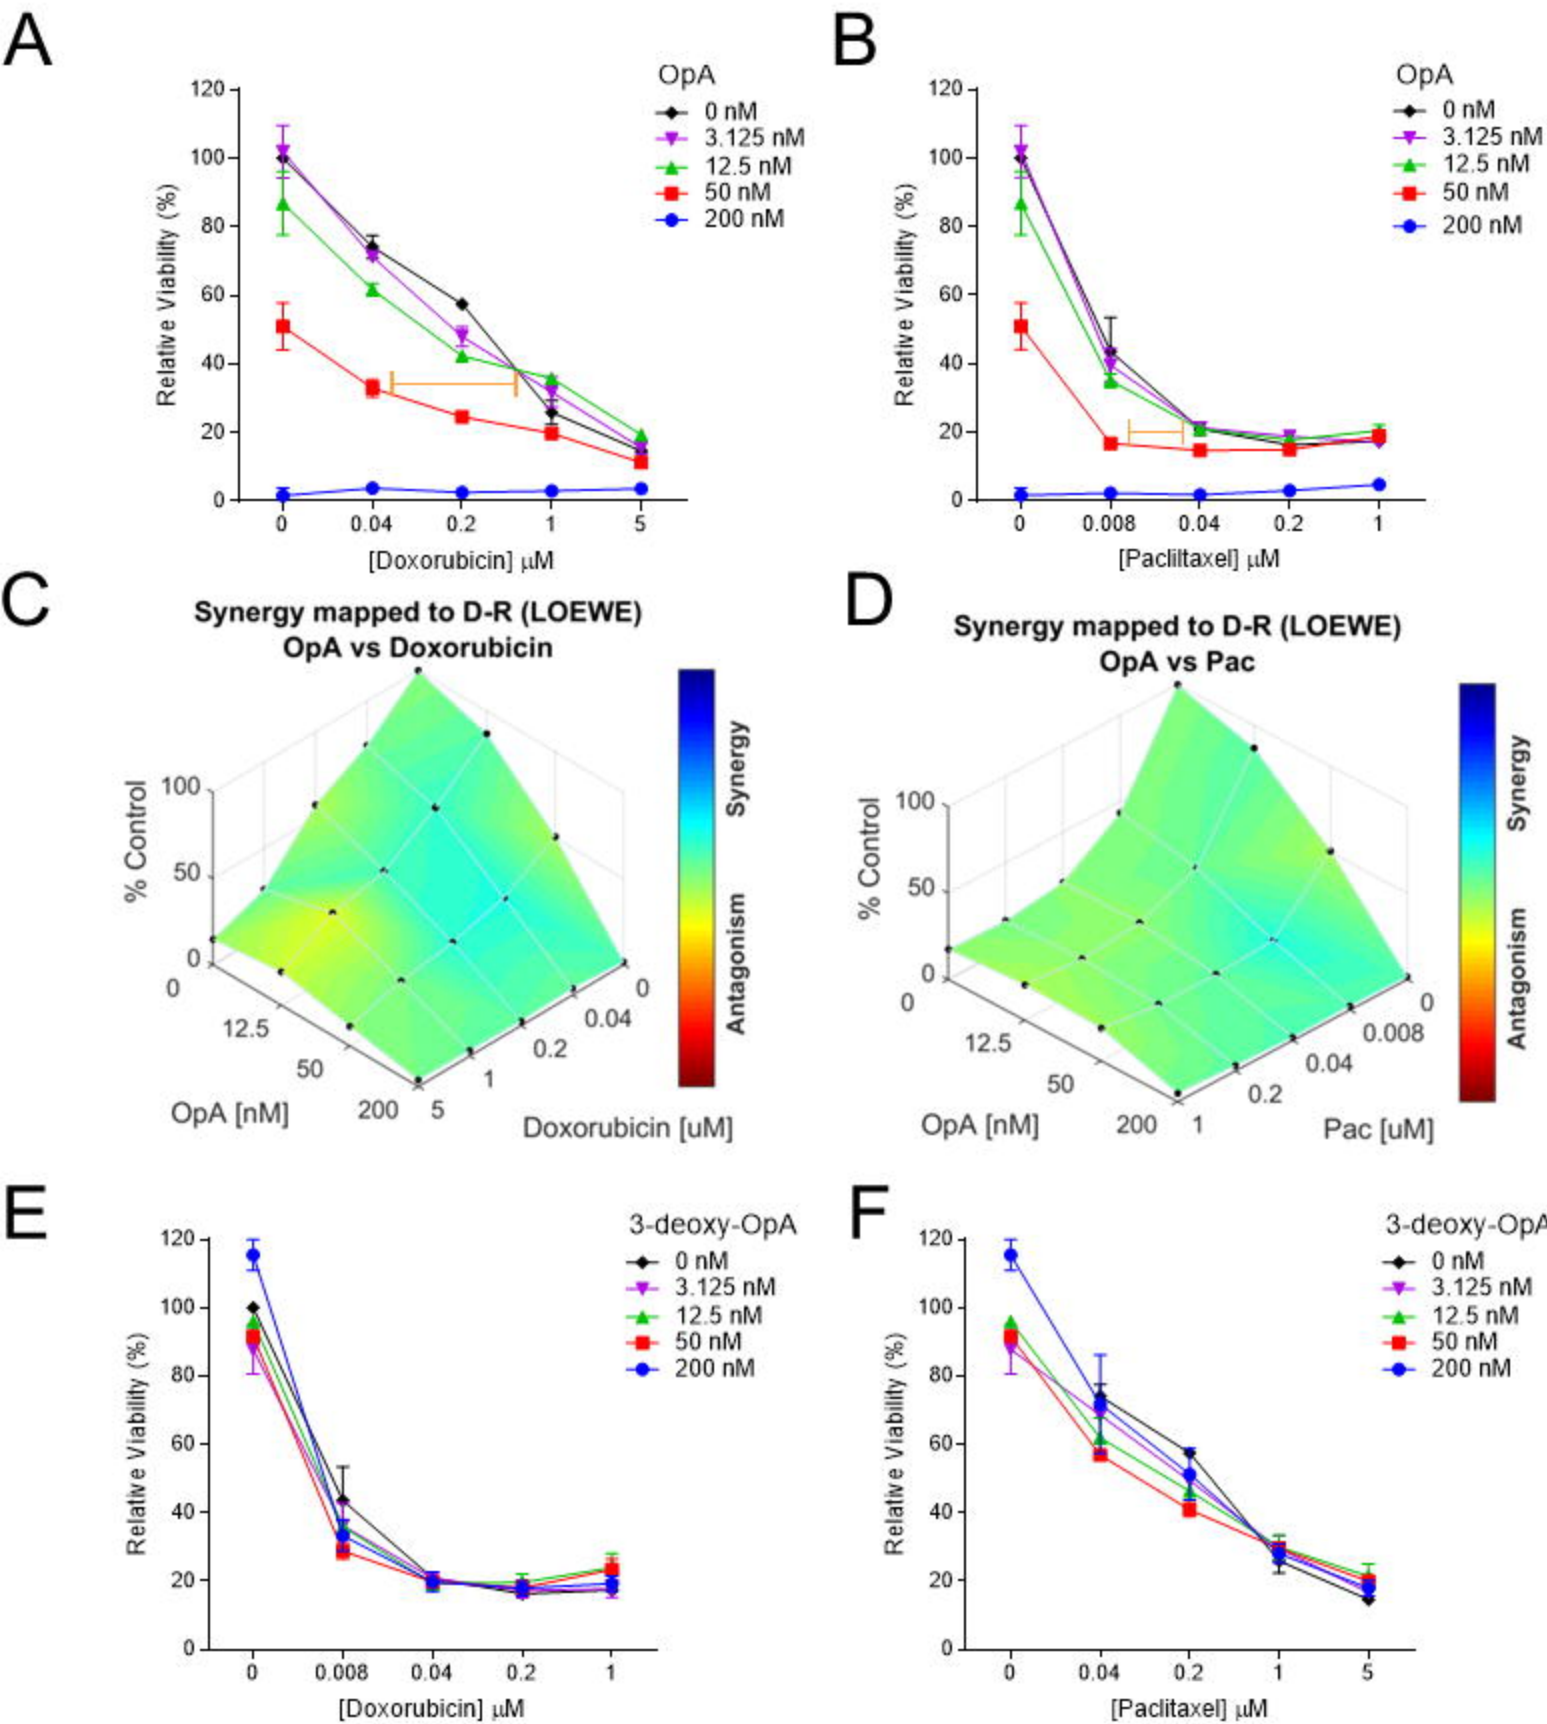 A
B
OpA
0 nM
3.125 nM
12.5 nM
50 nM
200 nM
120
100
80
60
40
20
0
Relative Viability (%)
0
0.04
0.2
1
5
[Doxorubicin] µM
OpA
0 nM
3.125 nM
12.5 nM
50 nM
200 nM
120
100
80
60
40
20
0
Relative Viability (%)
0
0.008
0.04
0.2
1
[Pacliltaxel] µM
C
Synergy mapped to D-R (LOEWE)
OpA vs Doxorubicin
100
50
0
% Control
0
12.5
50
200
OpA [nM]
0
0.04
0.2
1
5
Doxorubicin [uM]
Synergy
Antagonism
D
Synergy mapped to D-R (LOEWE)
OpA vs Pac
100
50
0
% Control
0
12.5
50
200
OpA [nM]
0
0.008
0.04
0.2
1
Pac [uM]
Synergy
Antagonism
E
3-deoxy-OpA
0 nM
3.125 nM
12.5 nM
50 nM
200 nM
120
100
80
60
40
20
0
Relative Viability (%)
0
0.008
0.04
0.2
1
[Doxorubicin] µM
F
3-deoxy-OpA
0 nM
3.125 nM
12.5 nM
50 nM
200 nM
120
100
80
60
40
20
0
Relative Viability (%)
0
0.04
0.2
1
5
[Paclitaxel] µM